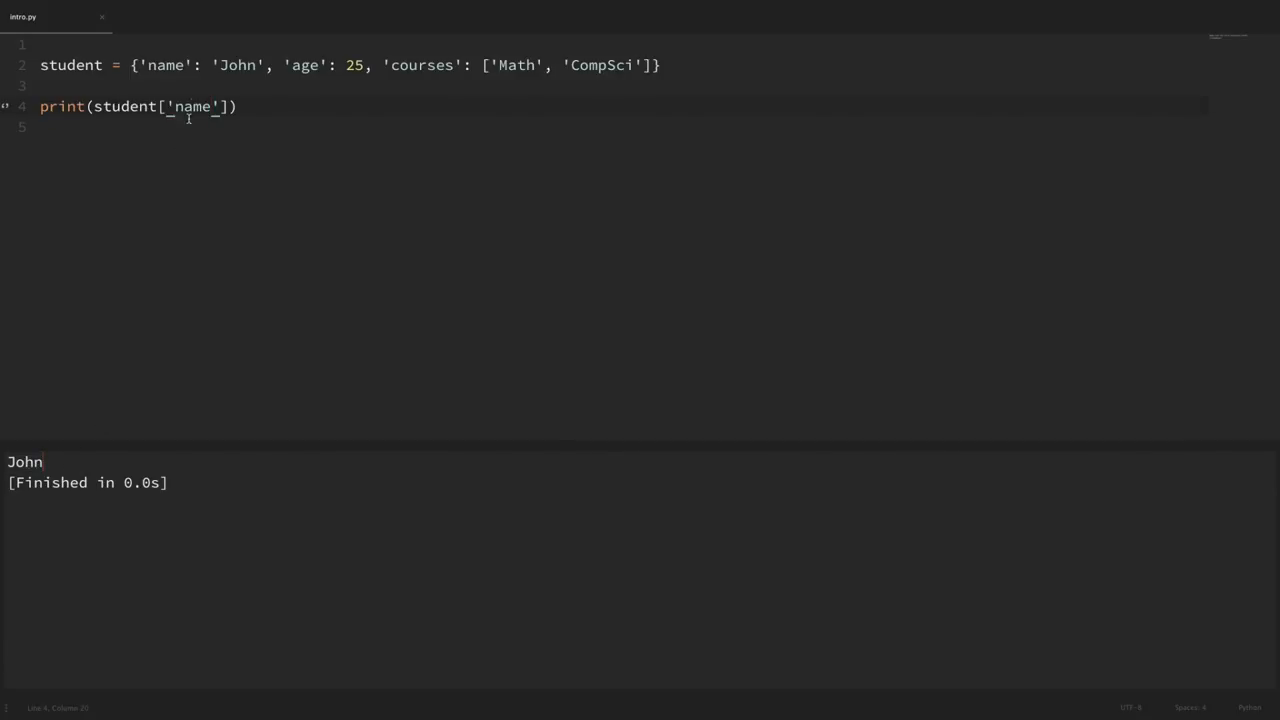 intro.py ×
1
2 student = {'name': 'John', 'age': 25, 'courses': ['Math', 'CompSci']}
3
4 print(student['name'])
5
John
[Finished in 0.0s]
Line 4, Column 20 UTF-8 Spaces: 4 Python